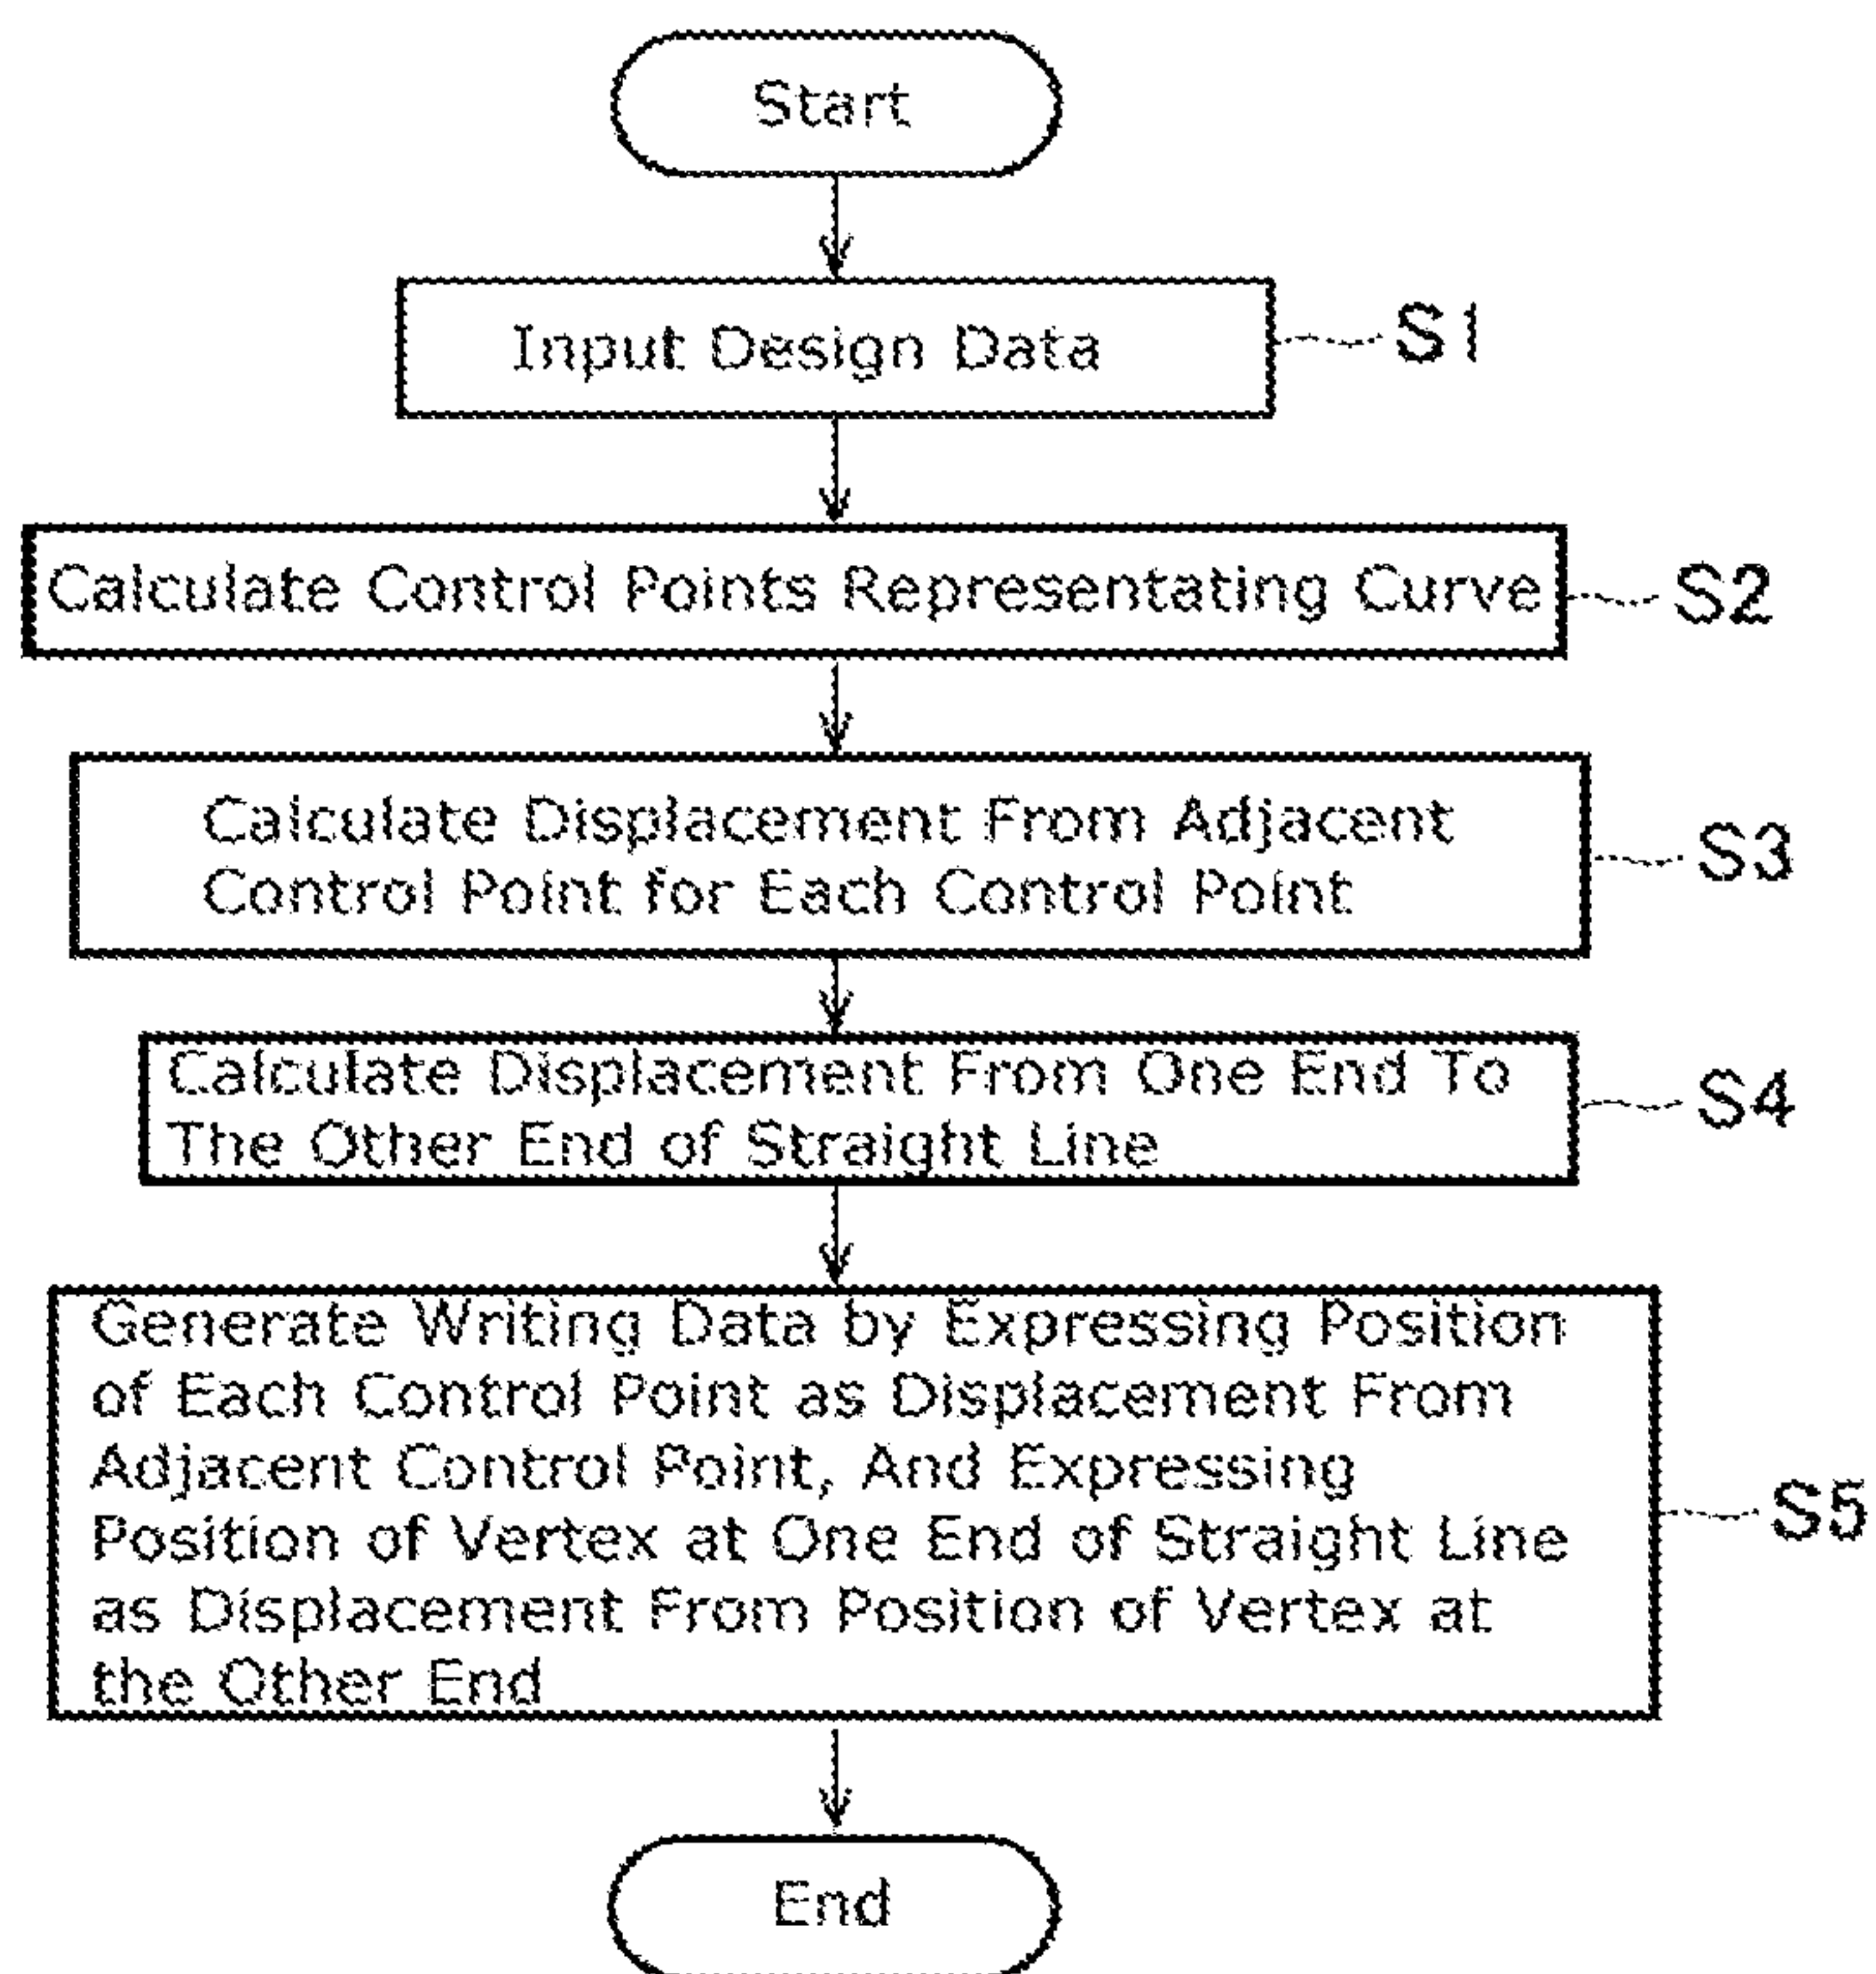 Start
Input Design Data
S1
Calculate Control Points Representating Curve
S2
Calculate Displacement From Adjacent
Control Point for Each Control Point
S3
Calculate Displacement From One End To
The Other End of Straight Line
S4
Generate Writing Data by Expressing Position
of Each Control Point as Displacement From
Adjacent Control Point, And Expressing
Position of Vertex at One End of Straight Line
as Displacement From Position of Vertex at
the Other End
S5
End